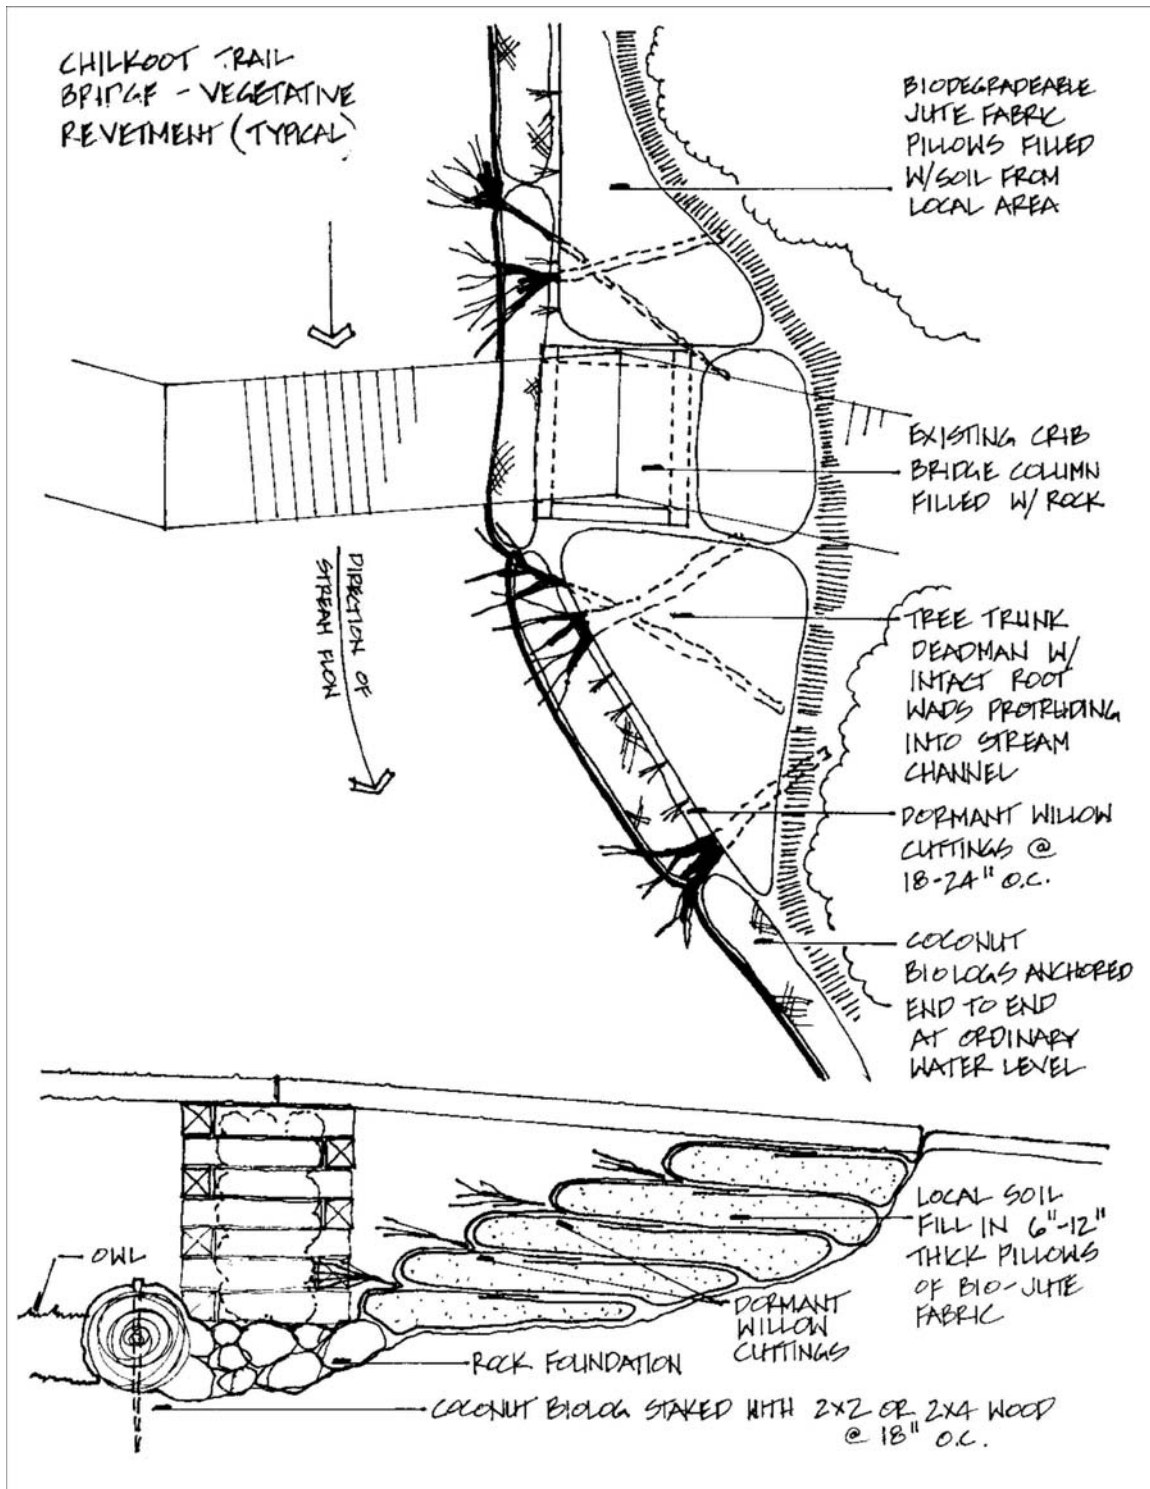 CHILKOOT TRAIL
BRIDGE - VEGETATIVE
REVETMENT (TYPICAL)
BIODEGRADEABLE
JUTE FABRIC
PILLOWS FILLED
W/SOIL FROM
LOCAL AREA
EXISTING CRIB
BRIDGE COLUMN
FILLED W/ ROCK
DIRECTION OF
STREAM FLOW
TREE TRUNK
DEADMAN W/
INTACT ROOT
WADS PROTRUDING
INTO STREAM
CHANNEL
DORMANT WILLOW
CUTTINGS @
18-24" O.C.
COCONUT
BIOLOGS ANCHORED
END TO END
AT ORDINARY
WATER LEVEL
OWL
LOCAL SOIL
FILL IN 6"-12"
THICK PILLOWS
OF BIO-JUTE
FABRIC
DORMANT
WILLOW
CUTTINGS
ROCK FOUNDATION
COCONUT BIOLOG STAKED WITH 2X2 OR 2X4 WOOD
@ 18" O.C.